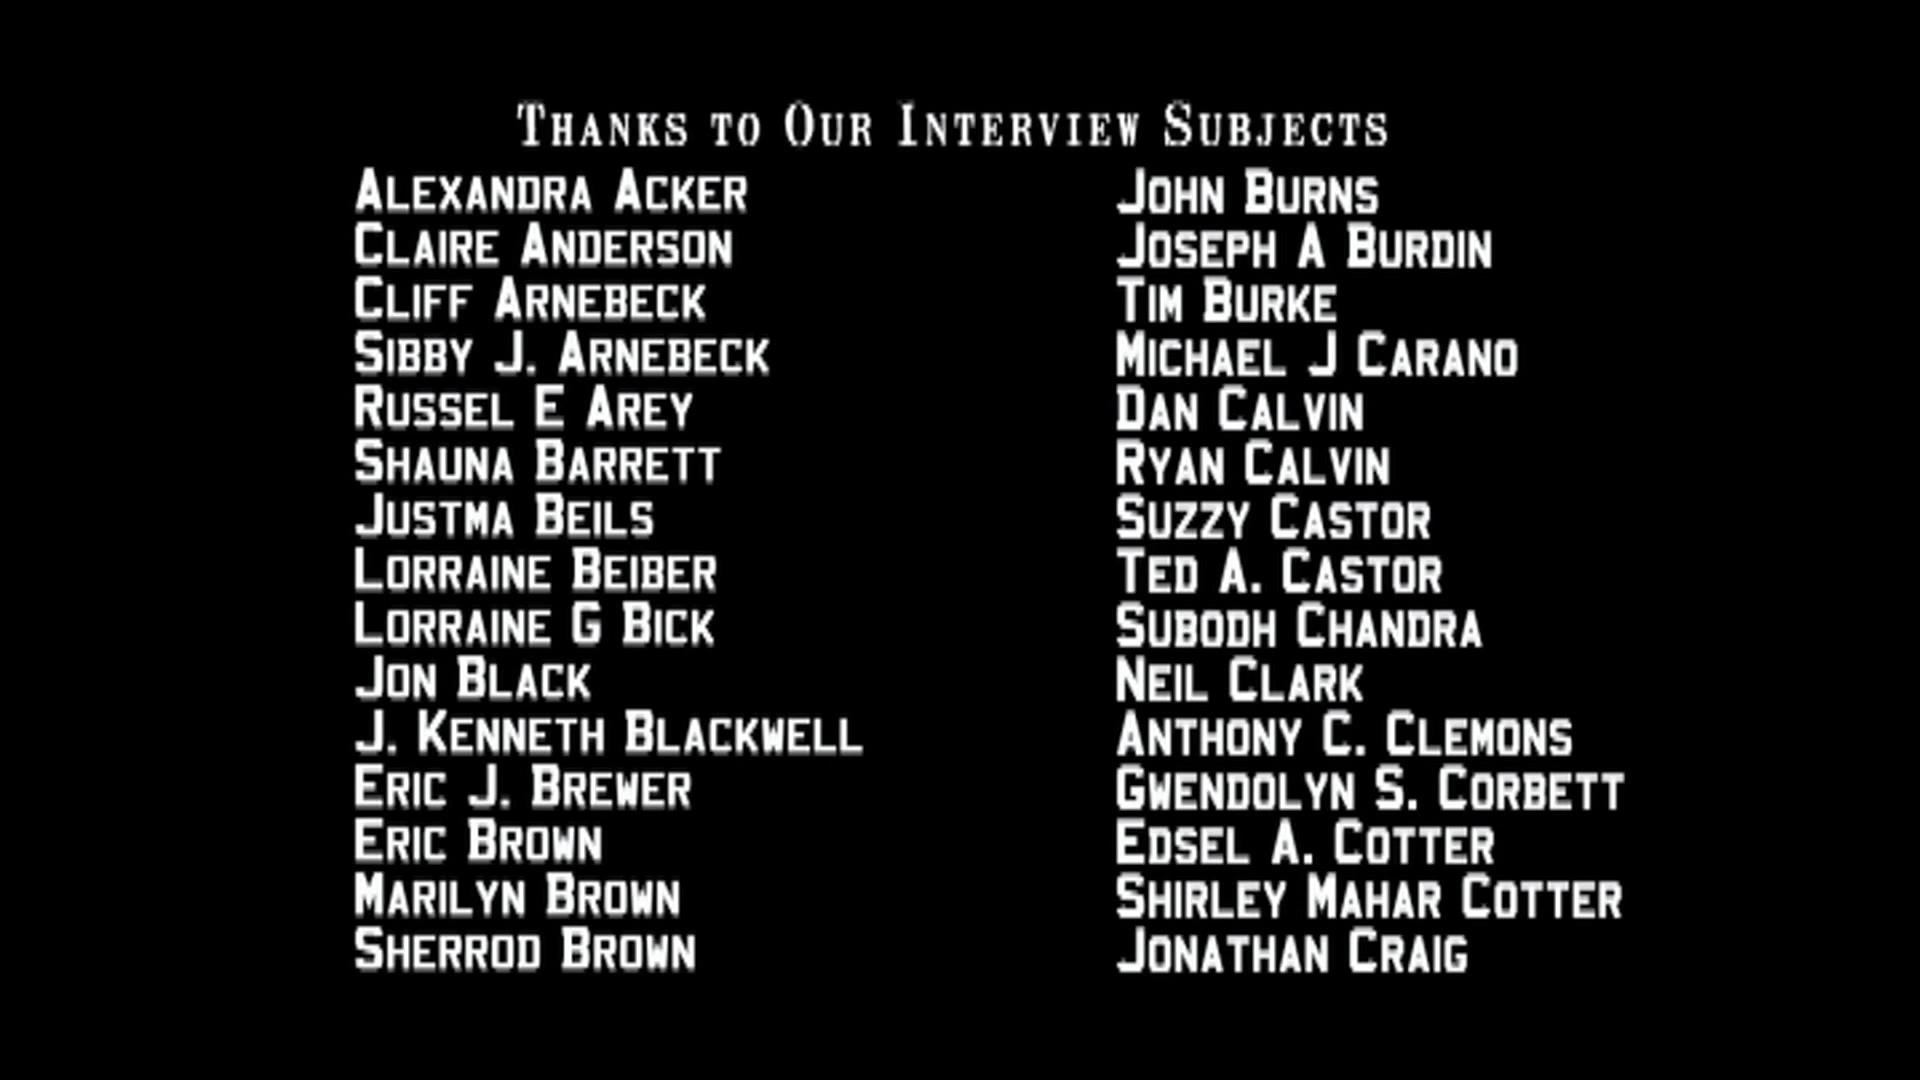 Thanks to Our Interview Subjects
Alexandra Acker
Claire Anderson
Cliff Arnebeck
Sibby J. Arnebeck
Russel E Arey
Shauna Barrett
Justma Beils
Lorraine Beiber
Lorraine G Bick
Jon Black
J. Kenneth Blackwell
Eric J. Brewer
Eric Brown
Marilyn Brown
Sherrod Brown
John Burns
Joseph A Burdin
Tim Burke
Michael J Carano
Dan Calvin
Ryan Calvin
Suzzy Castor
Ted A. Castor
Subodh Chandra
Neil Clark
Anthony C. Clemons
Gwendolyn S. Corbett
Edsel A. Cotter
Shirley Mahar Cotter
Jonathan Craig